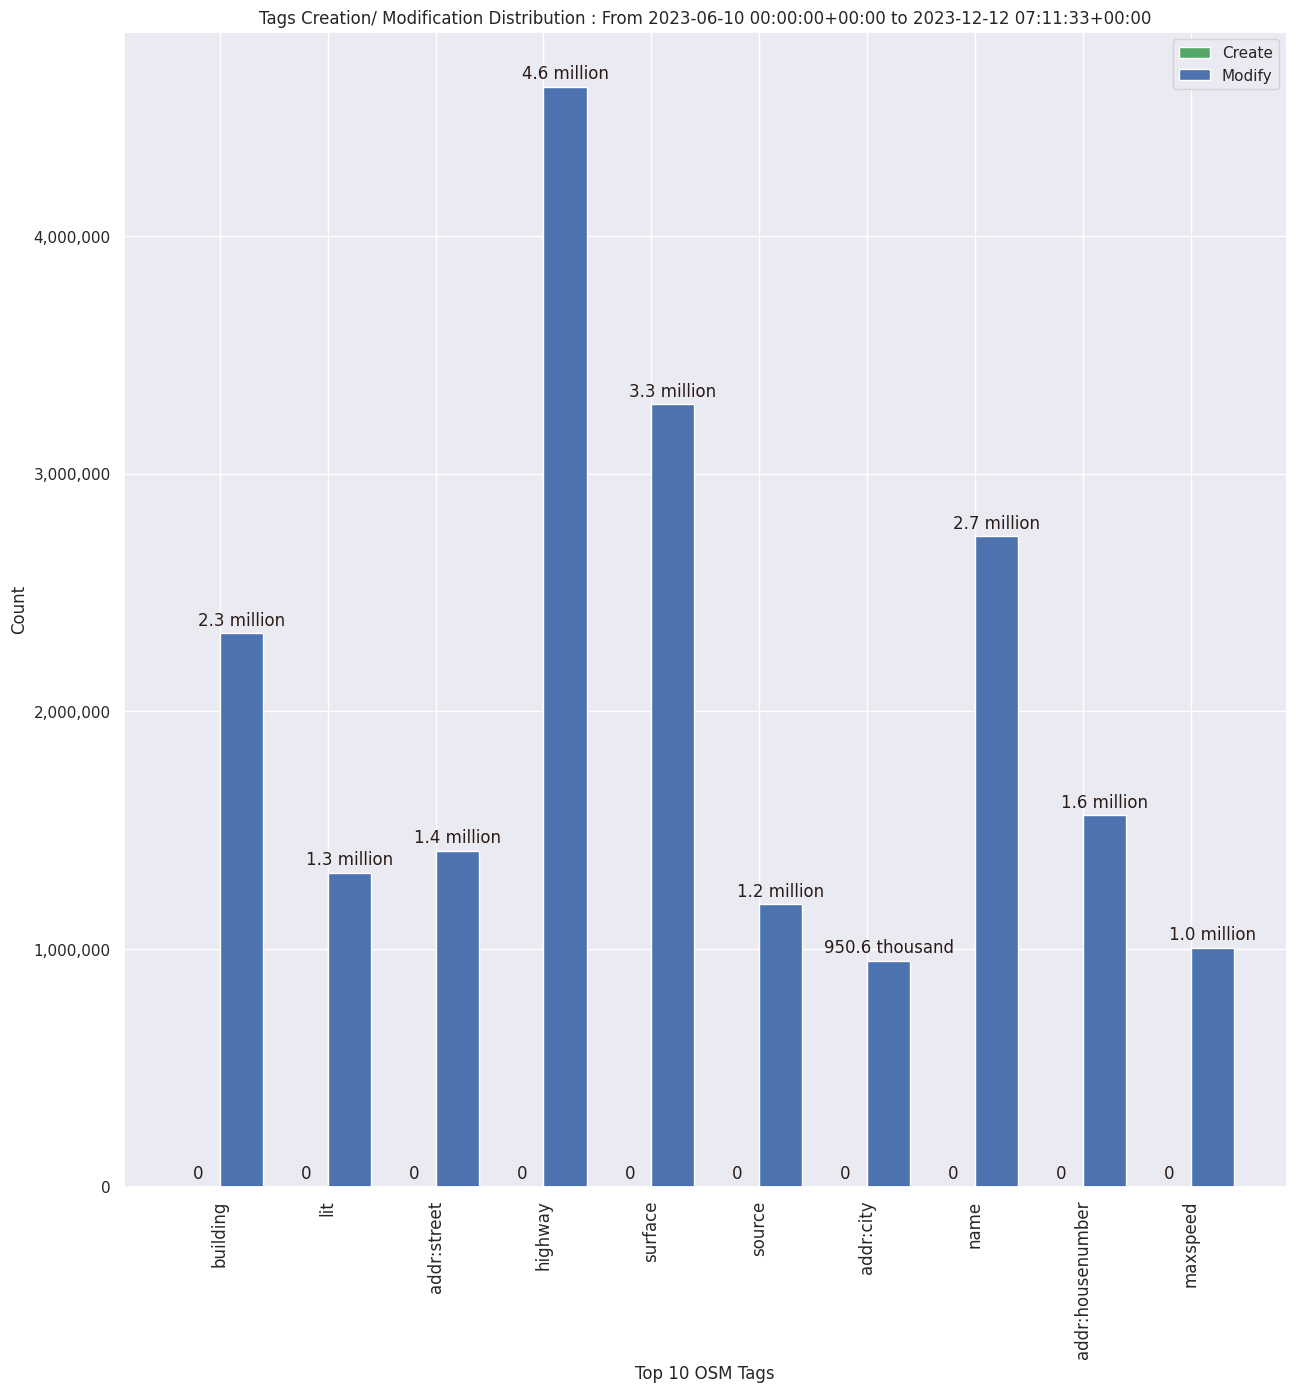 Tags Creation/ Modification Distribution : From 2023-06-10 00:00:00+00:00 to 2023-12-12 07:11:33+00:00
Create
Modify
4.6 million
3.3 million
2.7 million
2.3 million
1.6 million
1.4 million
1.3 million
1.2 million
950.6 thousand
1.0 million
4,000,000
3,000,000
2,000,000
1,000,000
0
Count
0 0 0 0 0 0 0 0 0 0
building
lit
addr:street
highway
surface
source
addr:city
name
addr:housenumber
maxspeed
Top 10 OSM Tags